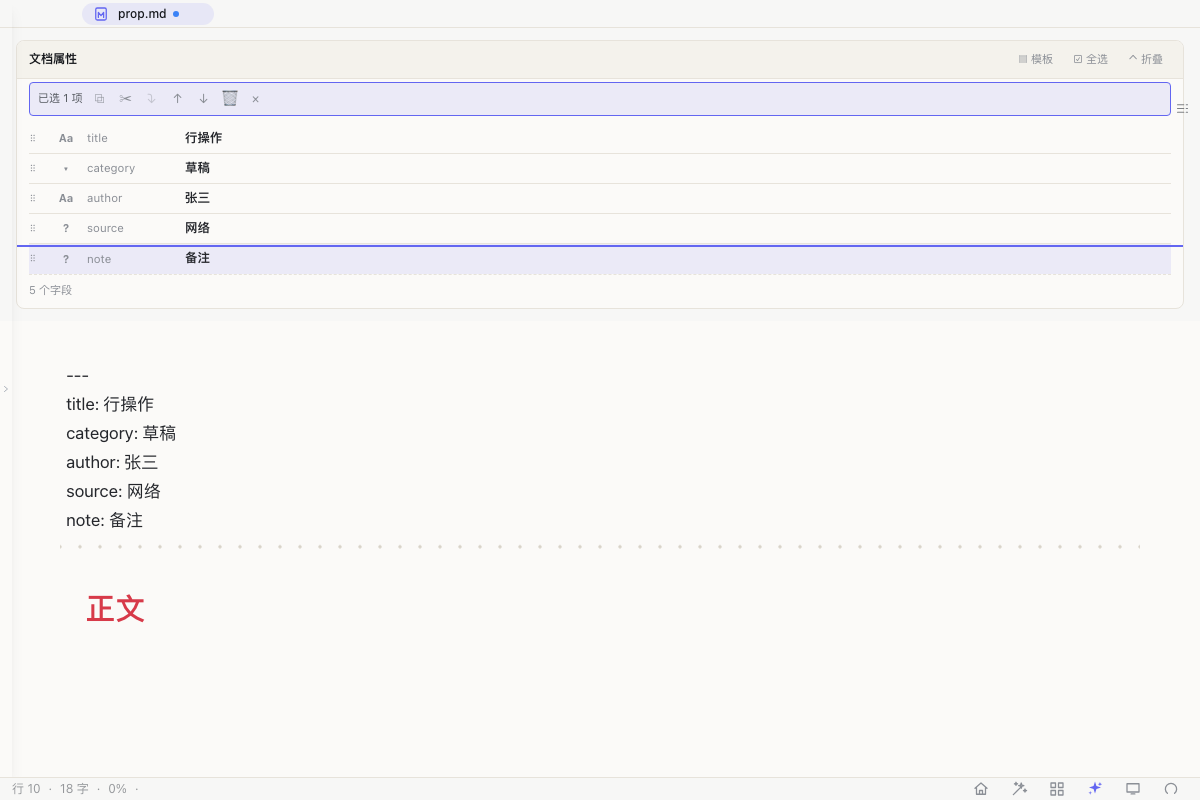 prop.md
文档属性
模板 全选 折叠
已选 1 项
Aa title 行操作
category 草稿
Aa author 张三
? source 网络
? note 备注
5 个字段
---
title: 行操作
category: 草稿
author: 张三
source: 网络
note: 备注
正文
行 10 · 18 字 · 0% ·